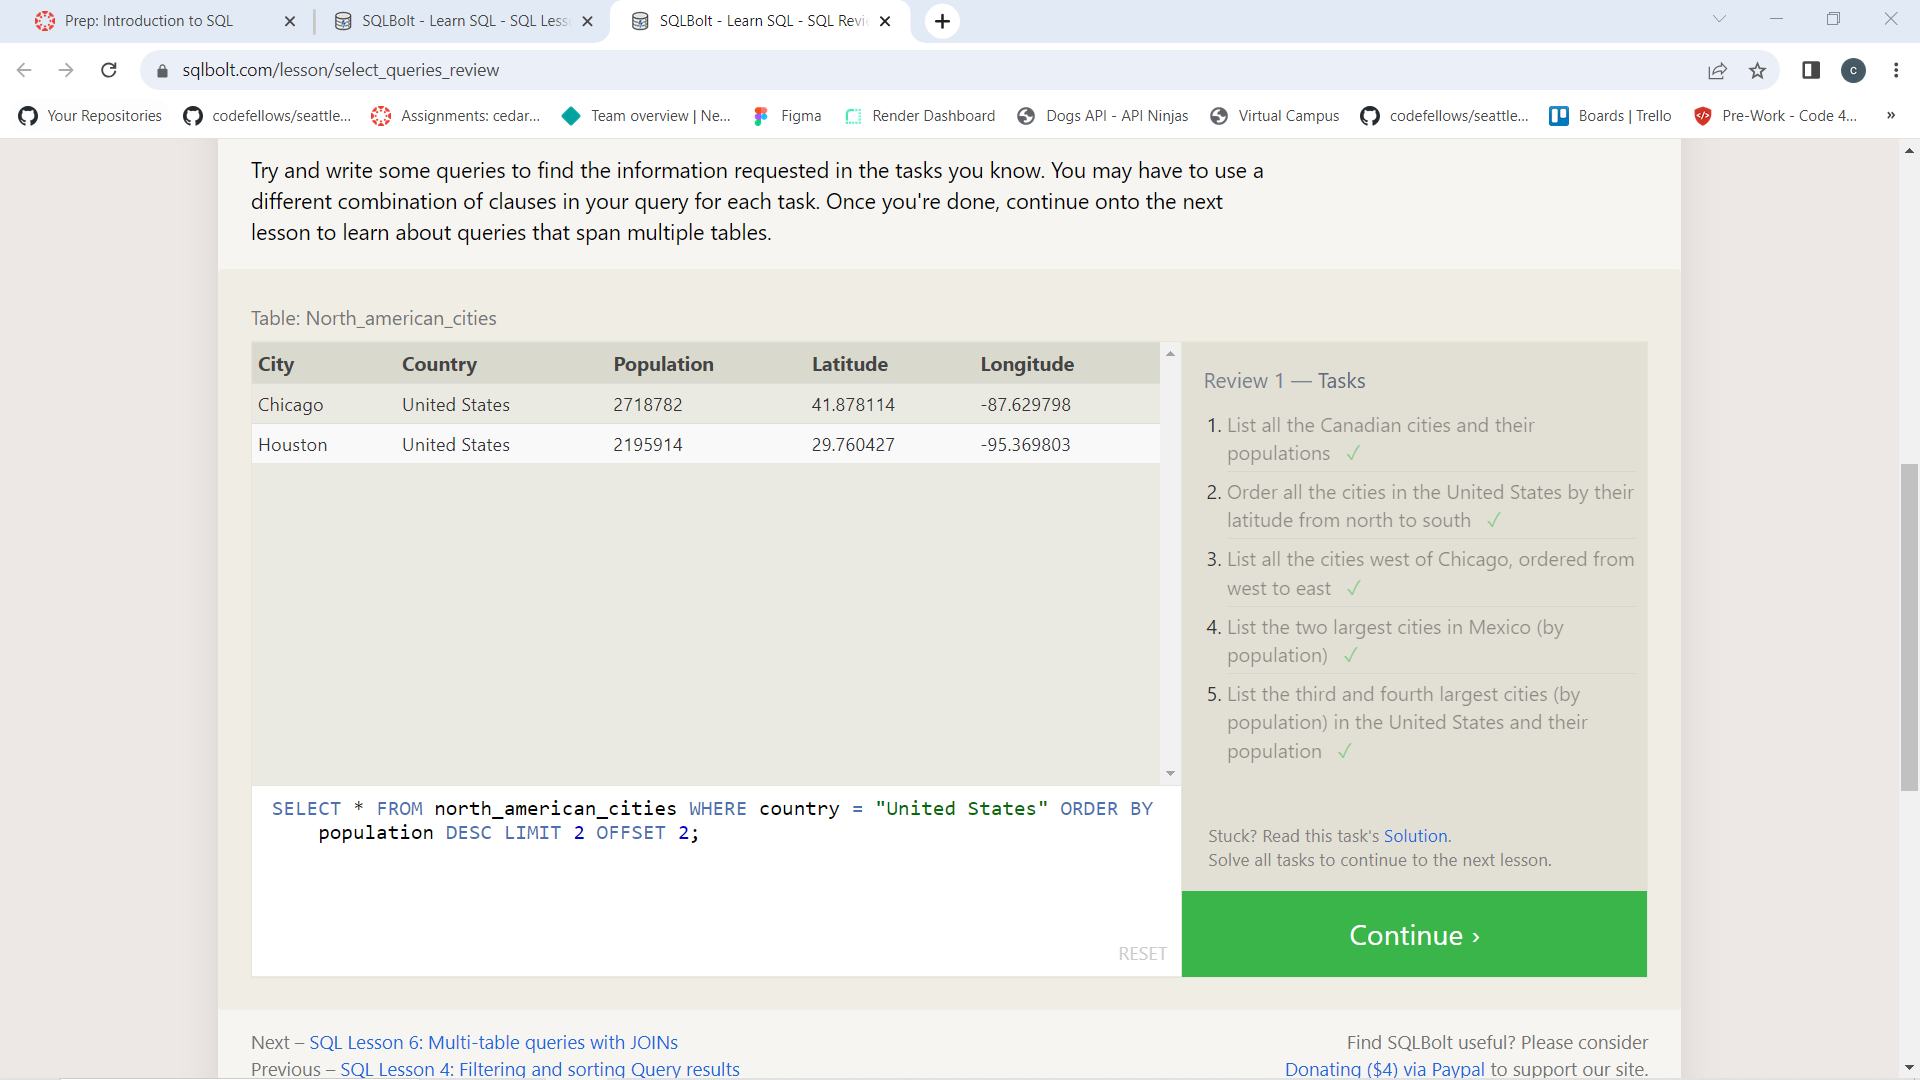 Prep: Introduction to SQL
SQLBolt - Learn SQL - SQL Less
SQLBolt - Learn SQL - SQL Revi
sqlbolt.com/lesson/select_queries_review
c
Your Repositories
codefellows/seattle...
Assignments: cedar...
Team overview | Ne...
Figma
Render Dashboard
Dogs API - API Ninjas
Virtual Campus
codefellows/seattle...
Boards | Trello
Pre-Work - Code 4...
»
Try and write some queries to find the information requested in the tasks you know. You may have to use a
different combination of clauses in your query for each task. Once you're done, continue onto the next
lesson to learn about queries that span multiple tables.
Table: North_american_cities
City Country Population Latitude Longitude
Chicago United States 2718782 41.878114 -87.629798
Houston United States 2195914 29.760427 -95.369803
SELECT * FROM north_american_cities WHERE country = "United States" ORDER BY
population DESC LIMIT 2 OFFSET 2;
RESET
Review 1 — Tasks
1. List all the Canadian cities and their
populations ✓
2. Order all the cities in the United States by their
latitude from north to south ✓
3. List all the cities west of Chicago, ordered from
west to east ✓
4. List the two largest cities in Mexico (by
population) ✓
5. List the third and fourth largest cities (by
population) in the United States and their
population ✓
Stuck? Read this task's Solution.
Solve all tasks to continue to the next lesson.
Continue ›
Next – SQL Lesson 6: Multi-table queries with JOINs
Previous – SQL Lesson 4: Filtering and sorting Query results
Find SQLBolt useful? Please consider
Donating ($4) via Paypal to support our site.